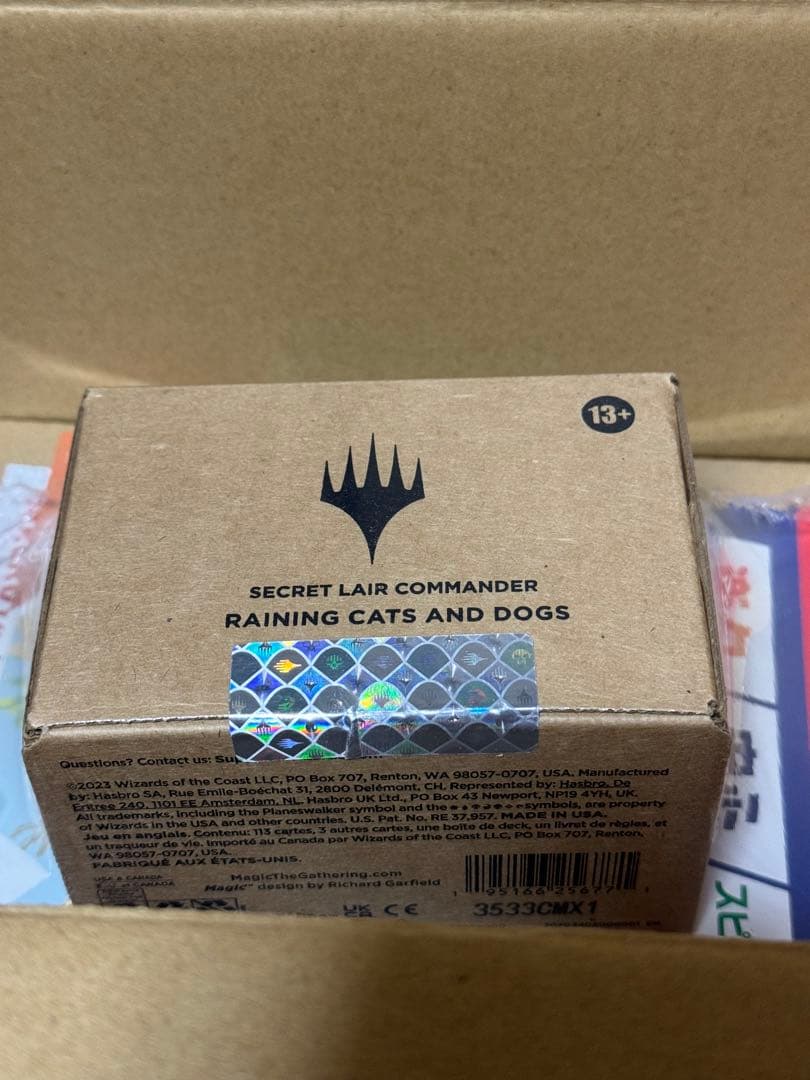 13+
SECRET LAIR COMMANDER
RAINING CATS AND DOGS
Questions? Contact us:
©2023 Wizards of the Coast LLC, PO Box 707, Renton, WA 98057-0707, USA. Manufactured
by: Hasbro SA, Rue Emile-Boéchat 31, 2800 Delémont, CH. Represented by: Hasbro, De
Entree 240, 1101 EE Amsterdam, NL. Hasbro UK Ltd., PO Box 43 Newport, NP19 4YH, UK.
All trademarks, including the Planeswalker symbol and the symbols, are property
of Wizards in the USA and other countries. U.S. Pat. No. RE 37,957. MADE IN USA.
Jeu en anglais. Contenu: 113 cartes, 3 autres cartes, une boîte de deck, un livret de règles, et
un traqueur de vie. Importé au Canada par Wizards of the Coast LLC, PO Box 707, Renton,
WA 98057-0707, USA.
FABRIQUÉ AUX ÉTATS-UNIS.
USA & CANADA
MagicTheGathering.com
Magic™ design by Richard Garfield
UK CA CE
3533CMX1
スピ